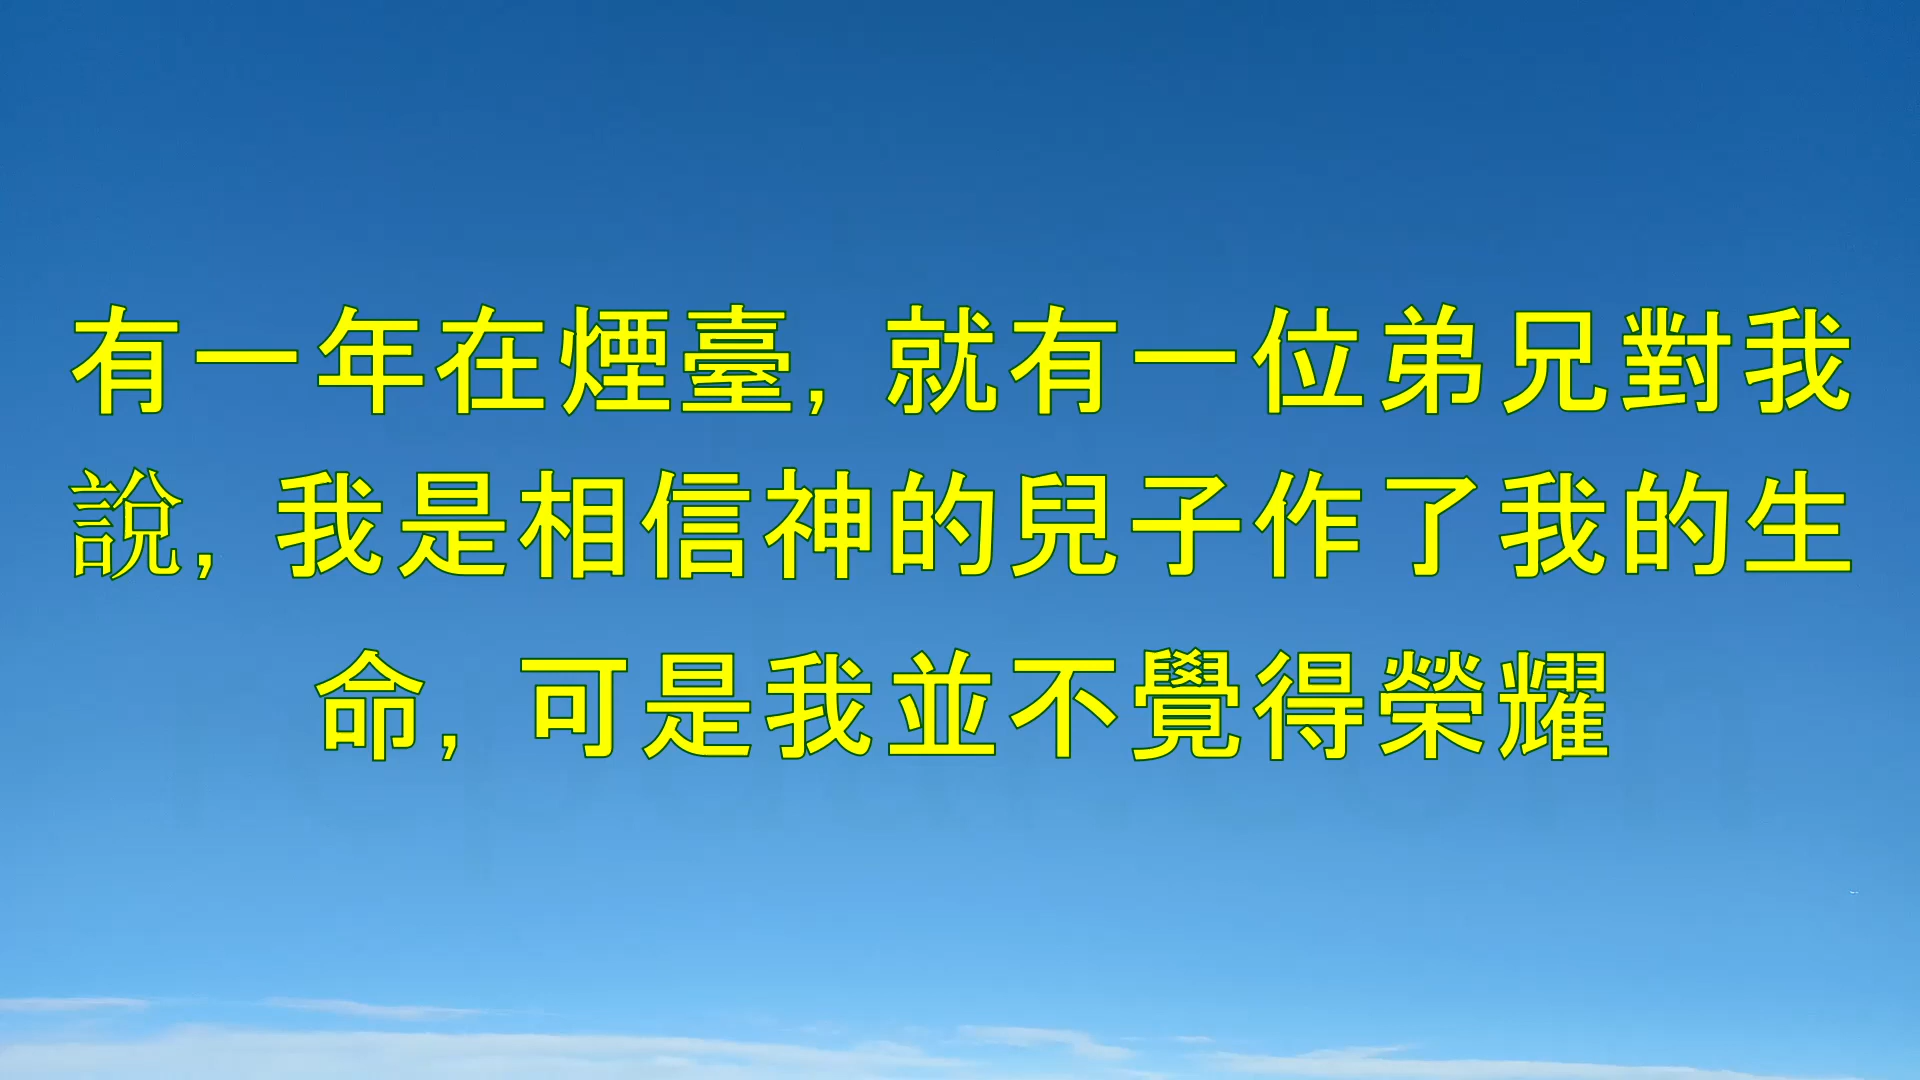 有一年在煙臺, 就有一位弟兄對我
說, 我是相信神的兒子作了我的生
命, 可是我並不覺得榮耀